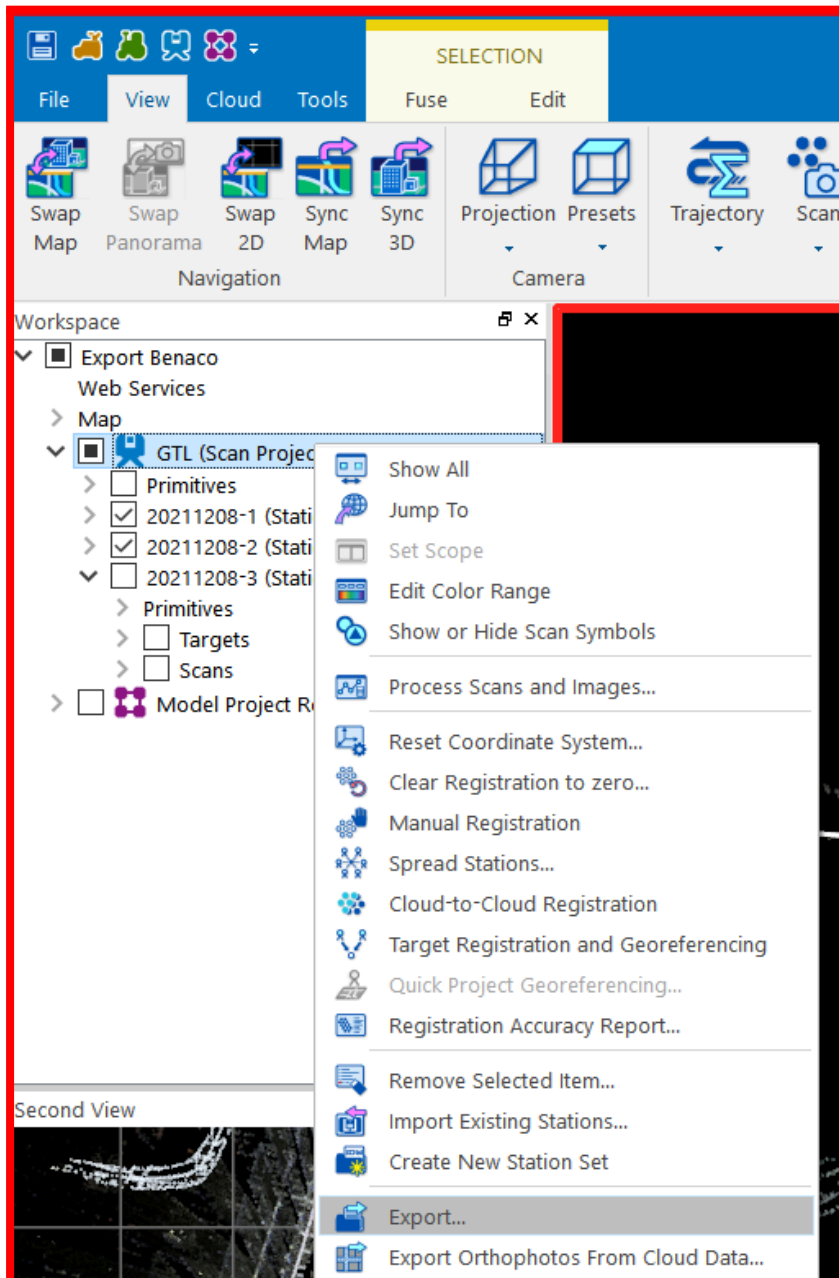 SELECTION
File View Cloud Tools Fuse Edit
Swap Map
Swap Panorama
Swap 2D
Sync Map
Sync 3D
Projection
Presets
Trajectory
Scan
Navigation
Camera
Workspace
Export Benaco
Web Services
Map
GTL (Scan Projec
Primitives
20211208-1 (Stati
20211208-2 (Stati
20211208-3 (Stati
Primitives
Targets
Scans
Model Project R
Show All
Jump To
Set Scope
Edit Color Range
Show or Hide Scan Symbols
Process Scans and Images...
Reset Coordinate System...
Clear Registration to zero...
Manual Registration
Spread Stations...
Cloud-to-Cloud Registration
Target Registration and Georeferencing
Quick Project Georeferencing...
Registration Accuracy Report...
Remove Selected Item...
Import Existing Stations...
Create New Station Set
Export...
Export Orthophotos From Cloud Data...
Second View